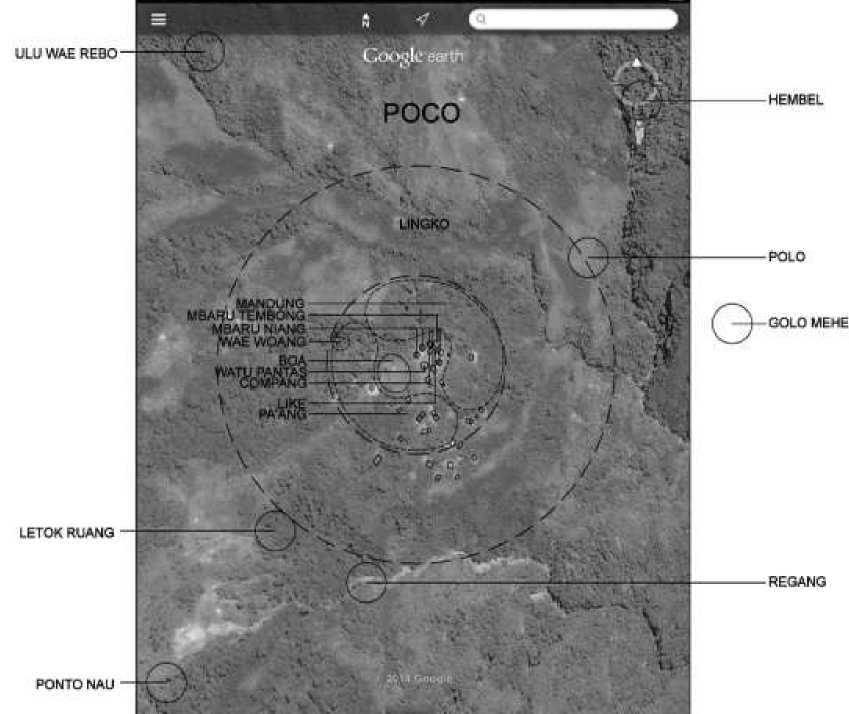 N
Google earth
ULU WAE REBO
POCO
HEMBEL
LINGKO
POLO
MANDUNG
MBARU TEMBONG
MBARU NIANG
WAE WOANG
GOLO MEHE
BOA
WATU PANTAS
COMPANG
LIKE
PA'ANG
LETOK RUANG
REGANG
PONTO NAU
2014 Google